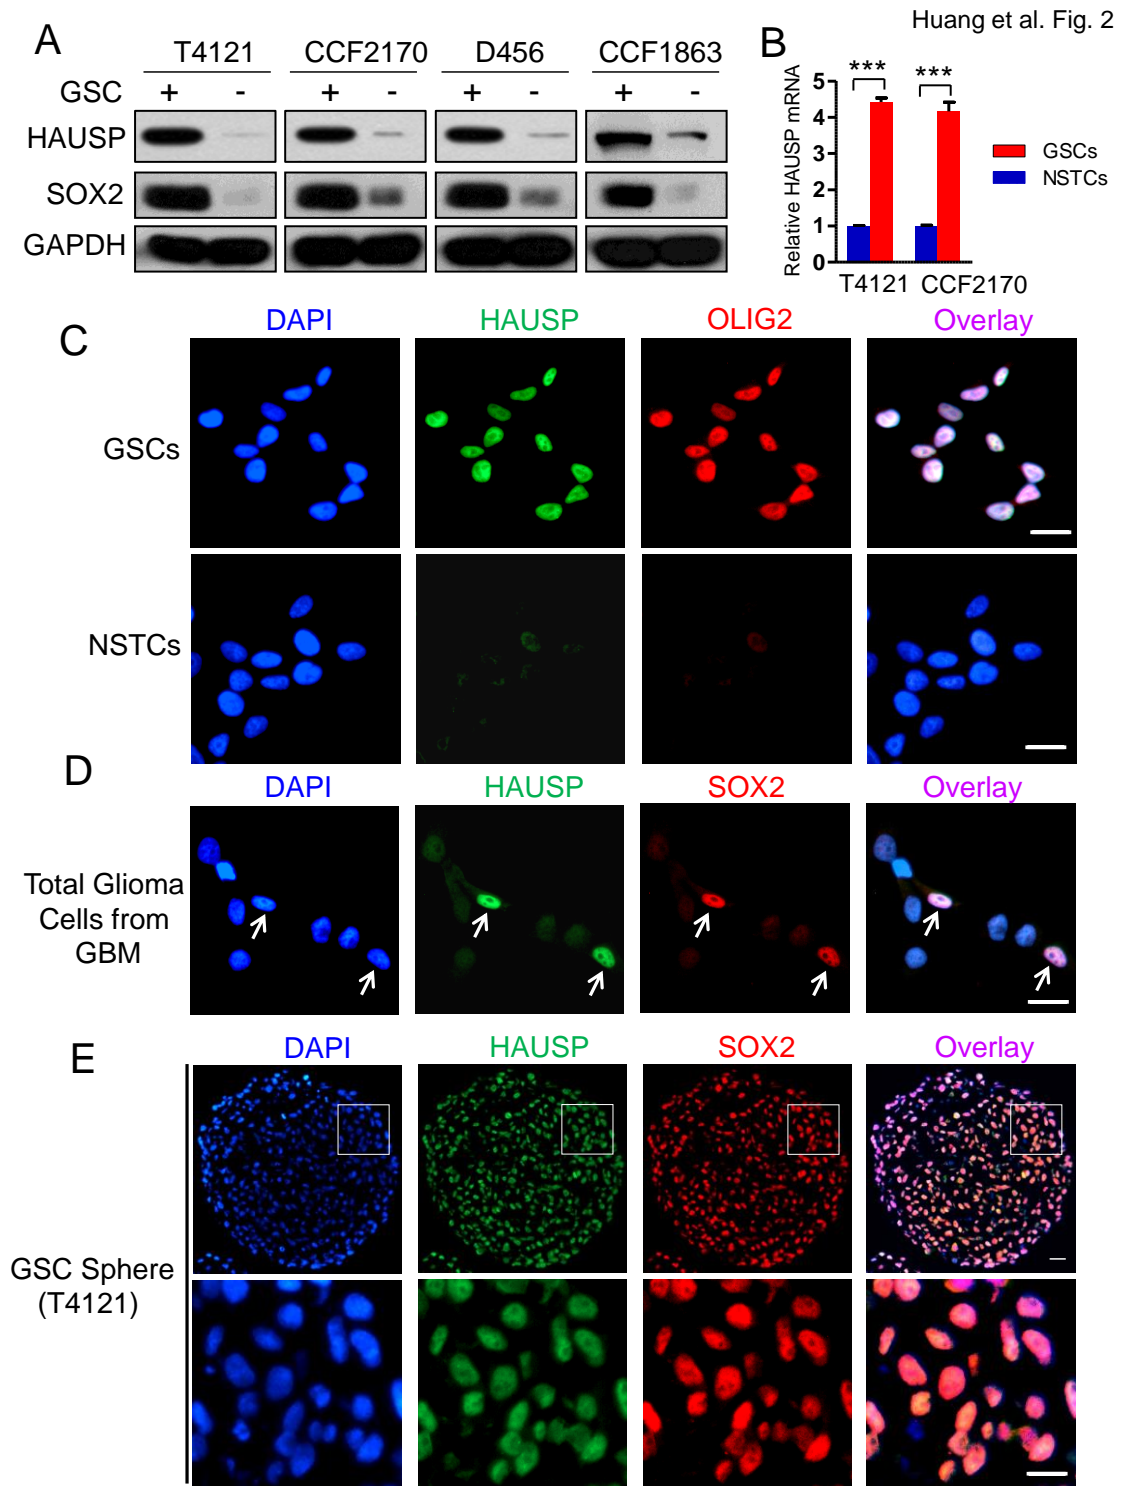 Huang et al. Fig. 2
A
T4121 CCF2170 D456 CCF1863
GSC + - + - + - + -
HAUSP
SOX2
GAPDH
B
Relative HAUSP mRNA
*** ***
5
4
3
2
1
0
T4121 CCF2170
GSCs
NSTCs
C
DAPI HAUSP OLIG2 Overlay
GSCs
NSTCs
D
DAPI HAUSP SOX2 Overlay
Total Glioma
Cells from
GBM
E
DAPI HAUSP SOX2 Overlay
GSC Sphere
(T4121)